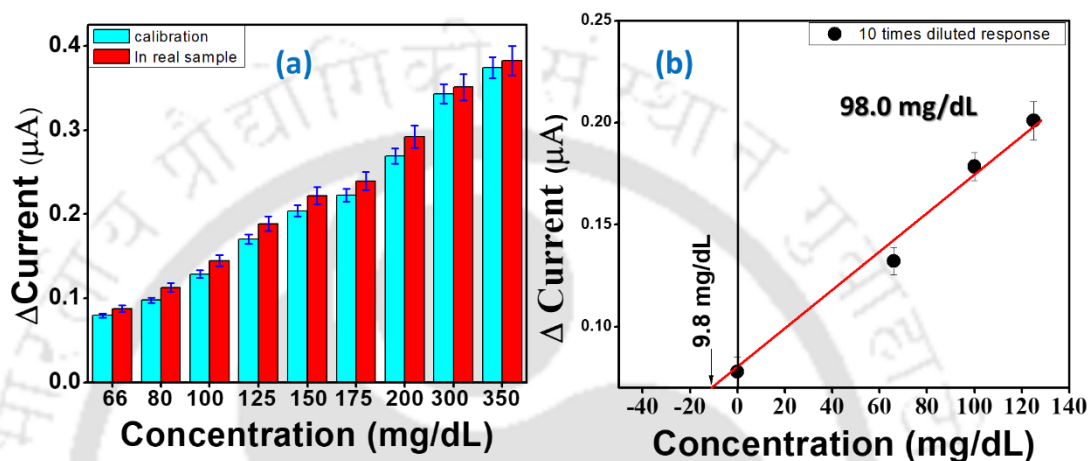 (a)
calibration
In real sample
0.4
0.3
0.2
0.1
0.0
ΔCurrent (μA)
66 80 100 125 150 175 200 300 350
Concentration (mg/dL)
(b)
10 times diluted response
98.0 mg/dL
9.8 mg/dL
0.25
0.20
0.15
0.10
Δ Current (μA)
-40 -20 0 20 40 60 80 100 120 140
Concentration (mg/dL)
प्रौद्योगिकी संस्थान